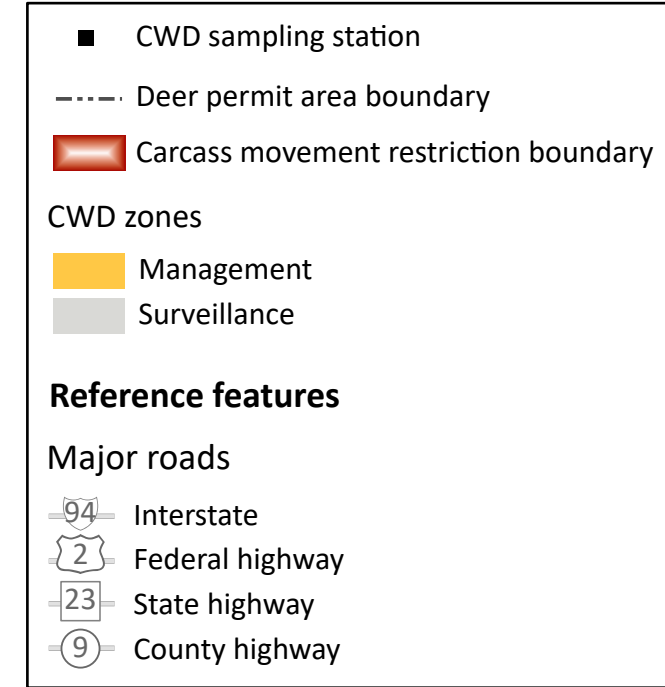 CWD sampling station
Deer permit area boundary
Carcass movement restriction boundary
CWD zones
Management
Surveillance
Reference features
Major roads
94 Interstate
2 Federal highway
23 State highway
9 County highway